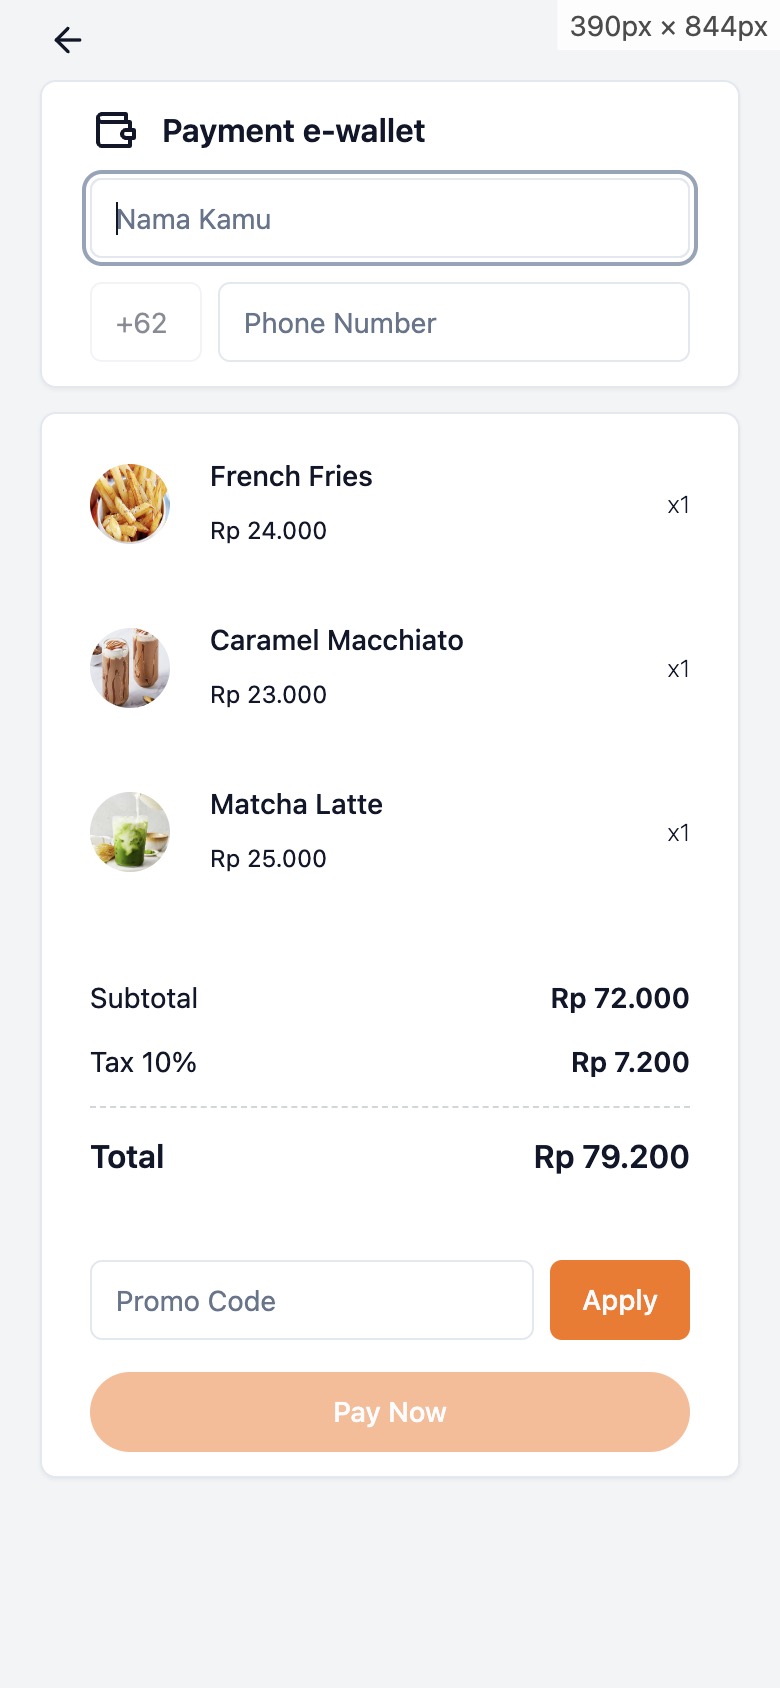 390px × 844px
Payment e-wallet
Nama Kamu
+62
Phone Number
French Fries
Rp 24.000
x1
Caramel Macchiato
Rp 23.000
x1
Matcha Latte
Rp 25.000
x1
Subtotal Rp 72.000
Tax 10% Rp 7.200
Total Rp 79.200
Promo Code
Apply
Pay Now